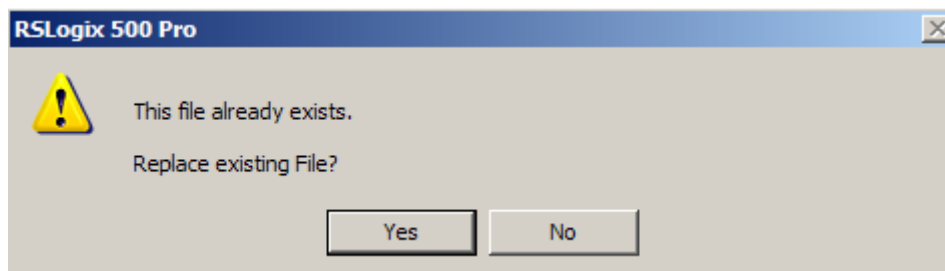 RSLogix 500 Pro
This file already exists.
Replace existing File?
Yes
No